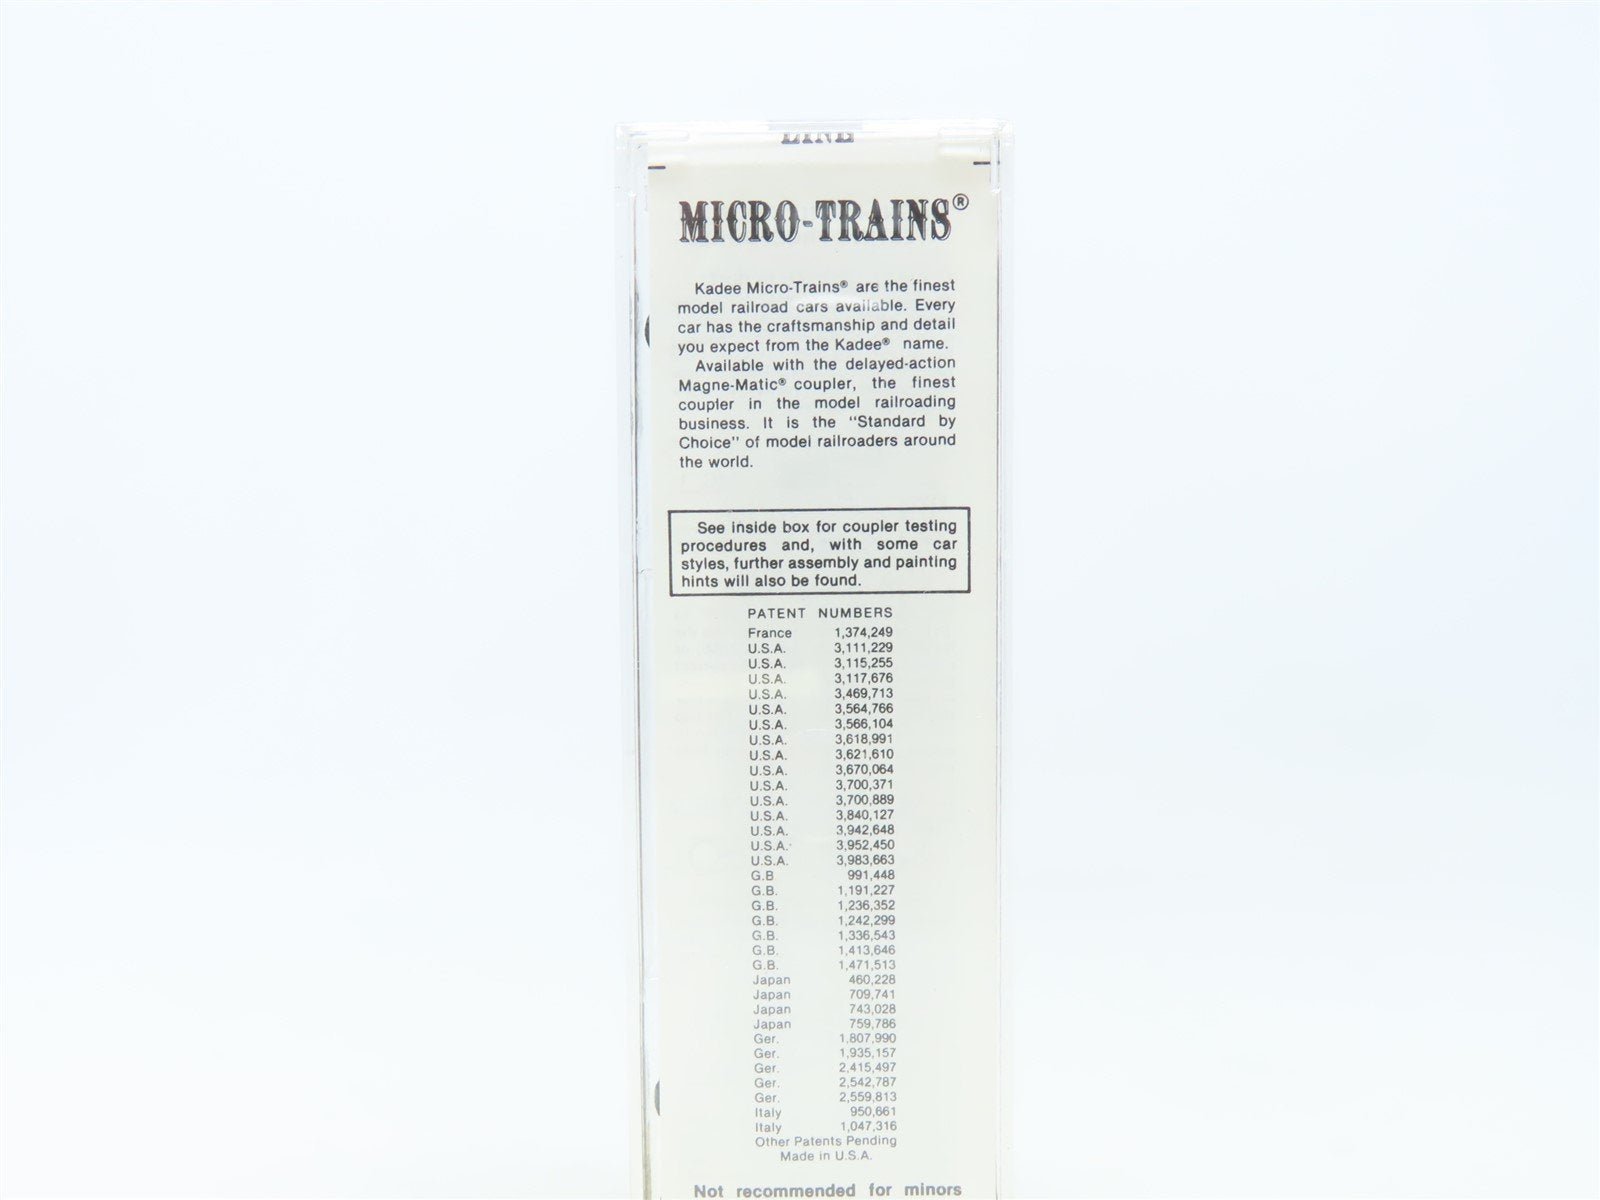 LINE
MICRO-TRAINS®
Kadee Micro-Trains® are the finest
model railroad cars available. Every
car has the craftsmanship and detail
you expect from the Kadee® name.
Available with the delayed-action
Magne-Matic® coupler, the finest
coupler in the model railroading
business. It is the "Standard by
Choice" of model railroaders around
the world.
See inside box for coupler testing
procedures and, with some car
styles, further assembly and painting
hints will also be found.
PATENT NUMBERS
France 1,374,249
U.S.A. 3,111,229
U.S.A. 3,115,255
U.S.A. 3,117,676
U.S.A. 3,469,713
U.S.A. 3,564,766
U.S.A. 3,566,104
U.S.A. 3,618,991
U.S.A. 3,621,610
U.S.A. 3,670,064
U.S.A. 3,700,371
U.S.A. 3,700,889
U.S.A. 3,840,127
U.S.A. 3,942,648
U.S.A. 3,952,450
U.S.A. 3,983,663
G.B 991,448
G.B. 1,191,227
G.B. 1,236,352
G.B. 1,242,299
G.B. 1,336,543
G.B. 1,413,646
G.B. 1,471,513
Japan 460,228
Japan 709,741
Japan 743,028
Japan 759,786
Ger. 1,807,990
Ger. 1,935,157
Ger. 2,415,497
Ger. 2,542,787
Ger. 2,559,813
Italy 950,661
Italy 1,047,316
Other Patents Pending
Made in U.S.A.
Not recommended for minors